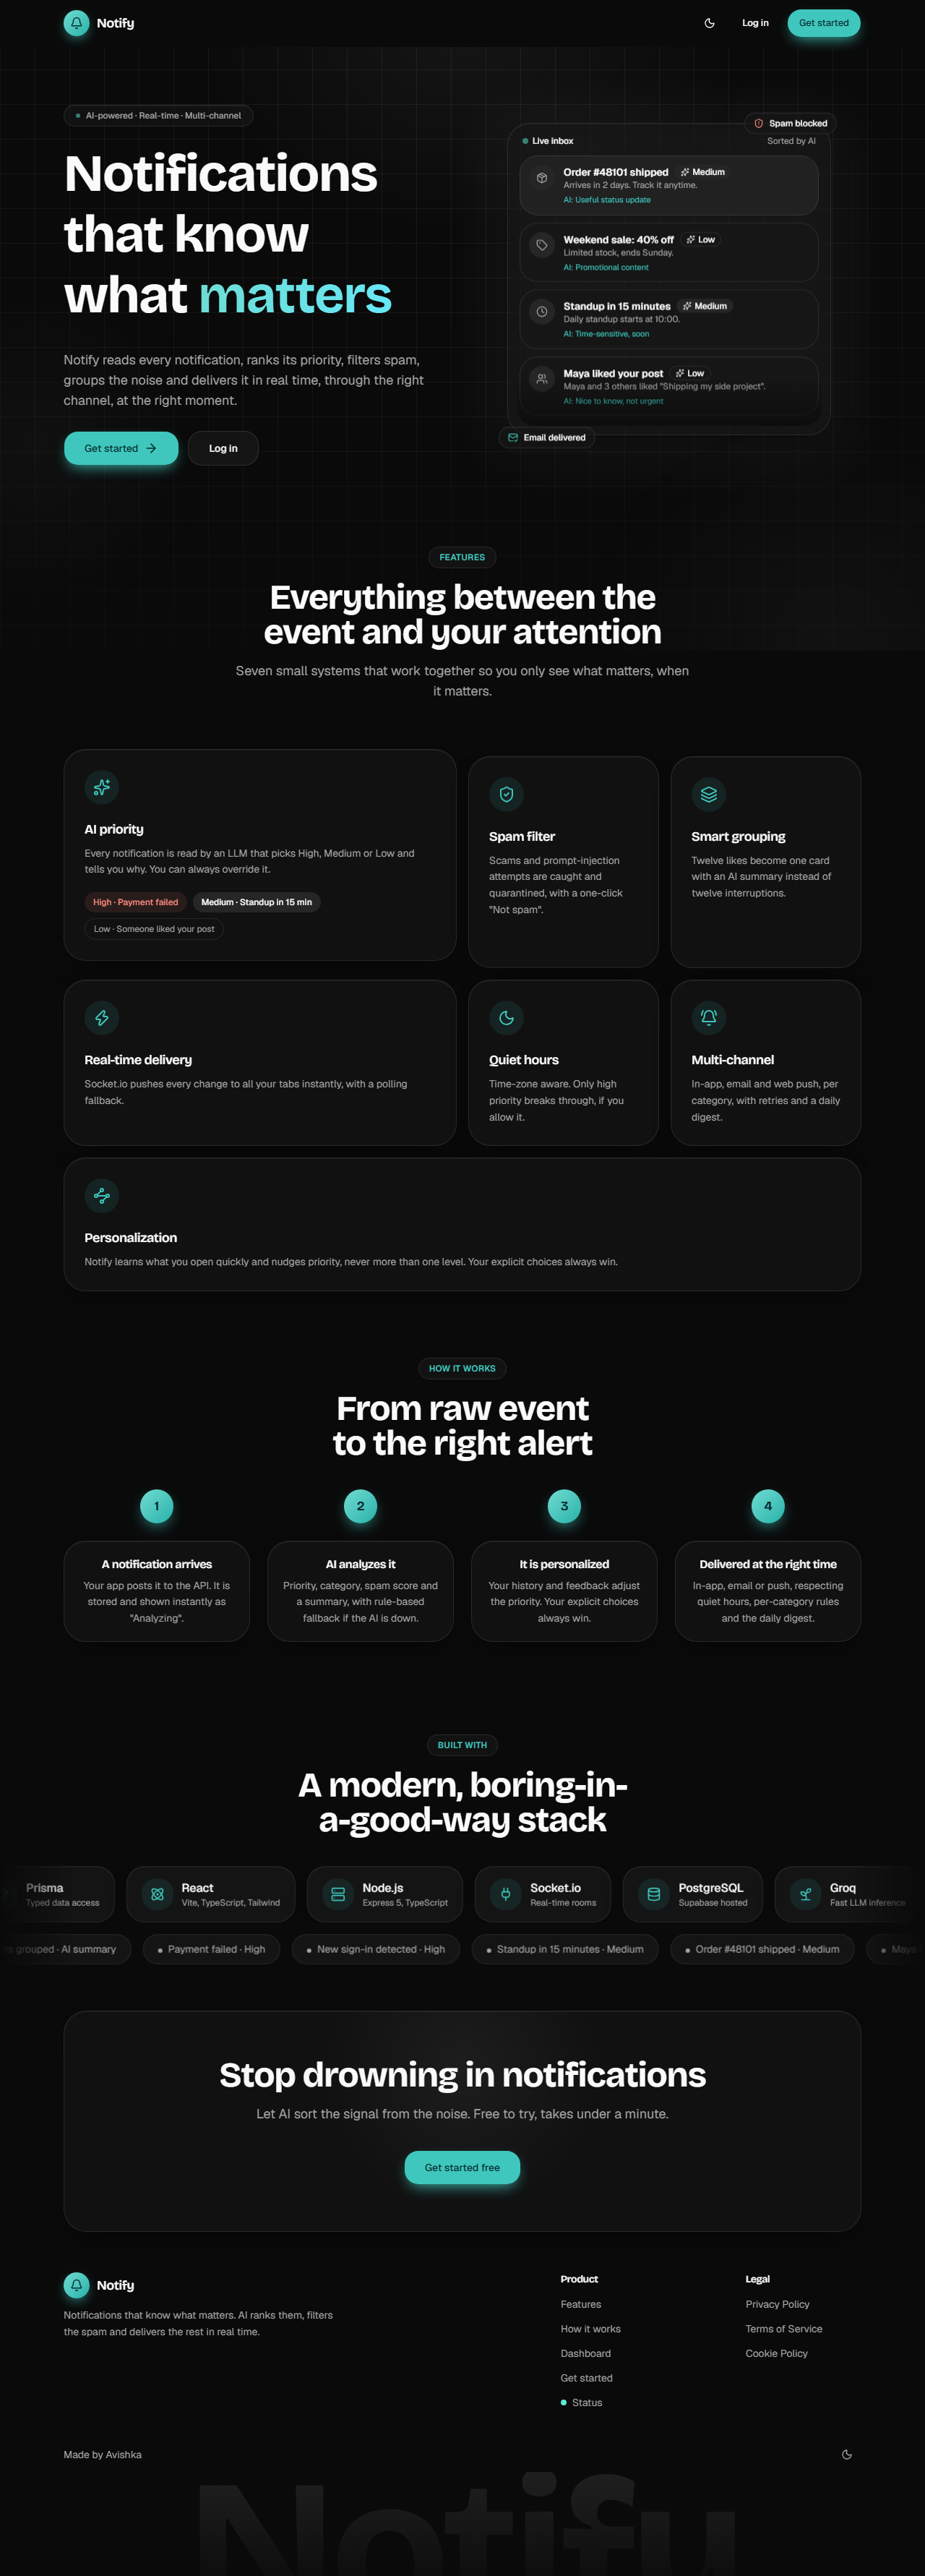 Notify
Log in
Get started
AI-powered · Real-time · Multi-channel
Notifications
that know
what matters
Notify reads every notification, ranks its priority, filters spam,
groups the noise and delivers it in real time, through the right
channel, at the right moment.
Get started
Log in
Spam blocked
Live inbox
Sorted by AI
Order #48101 shipped
Medium
Arrives in 2 days. Track it anytime.
AI: Useful status update
Weekend sale: 40% off
Low
Limited stock, ends Sunday.
AI: Promotional content
Standup in 15 minutes
Medium
Daily standup starts at 10:00.
AI: Time-sensitive, soon
Maya liked your post
Low
Maya and 3 others liked "Shipping my side project".
AI: Nice to know, not urgent
Email delivered
FEATURES
Everything between the
event and your attention
Seven small systems that work together so you only see what matters, when
it matters.
AI priority
Every notification is read by an LLM that picks High, Medium or Low and
tells you why. You can always override it.
High · Payment failed
Medium · Standup in 15 min
Low · Someone liked your post
Spam filter
Scams and prompt-injection
attempts are caught and
quarantined, with a one-click
"Not spam".
Smart grouping
Twelve likes become one card
with an AI summary instead of
twelve interruptions.
Real-time delivery
Socket.io pushes every change to all your tabs instantly, with a polling
fallback.
Quiet hours
Time-zone aware. Only high
priority breaks through, if you
allow it.
Multi-channel
In-app, email and web push, per
category, with retries and a daily
digest.
Personalization
Notify learns what you open quickly and nudges priority, never more than one level. Your explicit choices always win.
HOW IT WORKS
From raw event
to the right alert
1
A notification arrives
Your app posts it to the API. It is
stored and shown instantly as
"Analyzing".
2
AI analyzes it
Priority, category, spam score and
a summary, with rule-based
fallback if the AI is down.
3
It is personalized
Your history and feedback adjust
the priority. Your explicit choices
always win.
4
Delivered at the right time
In-app, email or push, respecting
quiet hours, per-category rules
and the daily digest.
BUILT WITH
A modern, boring-in-
a-good-way stack
Prisma
Typed data access
React
Vite, TypeScript, Tailwind
Node.js
Express 5, TypeScript
Socket.io
Real-time rooms
PostgreSQL
Supabase hosted
Groq
Fast LLM inference
grouped · AI summary
Payment failed · High
New sign-in detected · High
Standup in 15 minutes · Medium
Order #48101 shipped · Medium
Maya
Stop drowning in notifications
Let AI sort the signal from the noise. Free to try, takes under a minute.
Get started free
Notify
Notifications that know what matters. AI ranks them, filters
the spam and delivers the rest in real time.
Product
Features
How it works
Dashboard
Get started
Status
Legal
Privacy Policy
Terms of Service
Cookie Policy
Made by Avishka
Notify